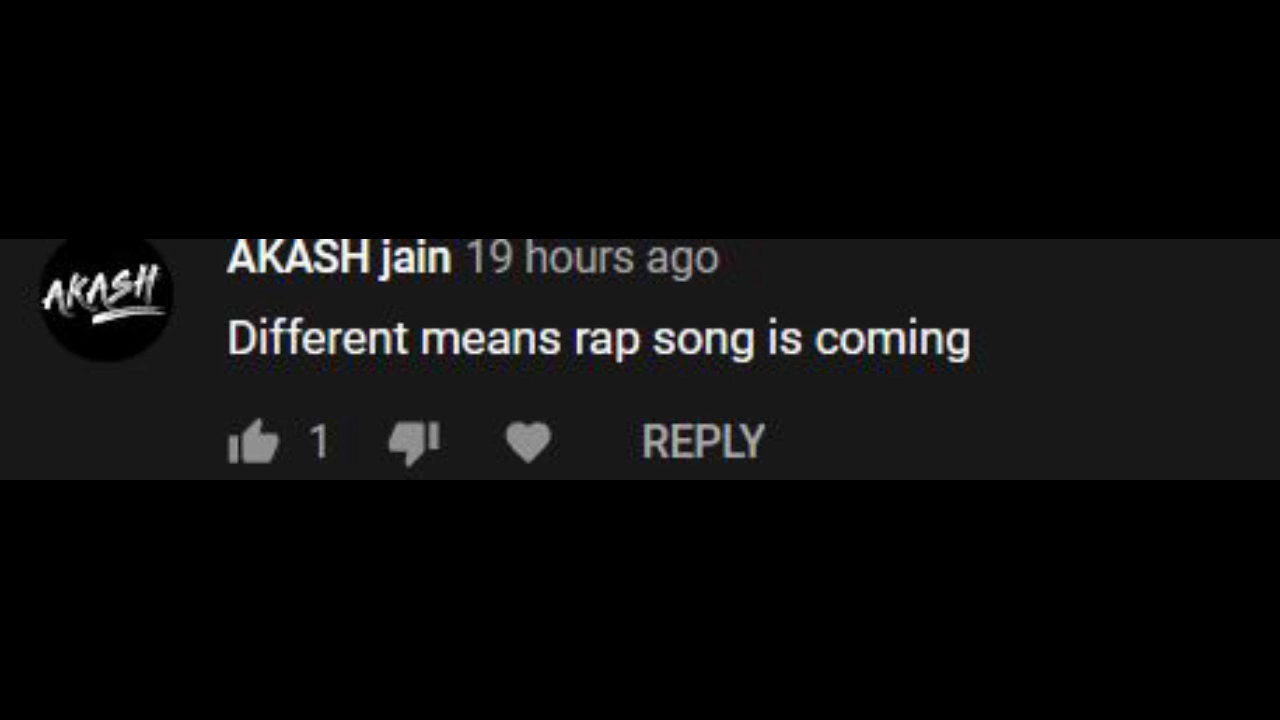 AKASH
AKASH jain 19 hours ago
Different means rap song is coming
1 REPLY